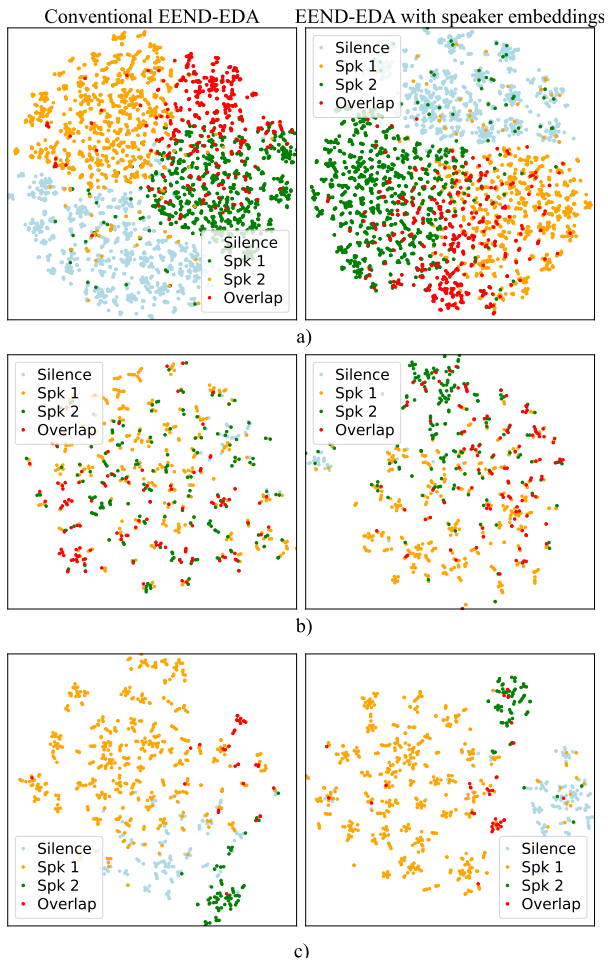 Conventional EEND-EDA
EEND-EDA with speaker embeddings
Silence
Spk 1
Spk 2
Overlap
Silence
Spk 1
Spk 2
Overlap
a)
Silence
Spk 1
Spk 2
Overlap
Silence
Spk 1
Spk 2
Overlap
b)
Silence
Spk 1
Spk 2
Overlap
Silence
Spk 1
Spk 2
Overlap
c)